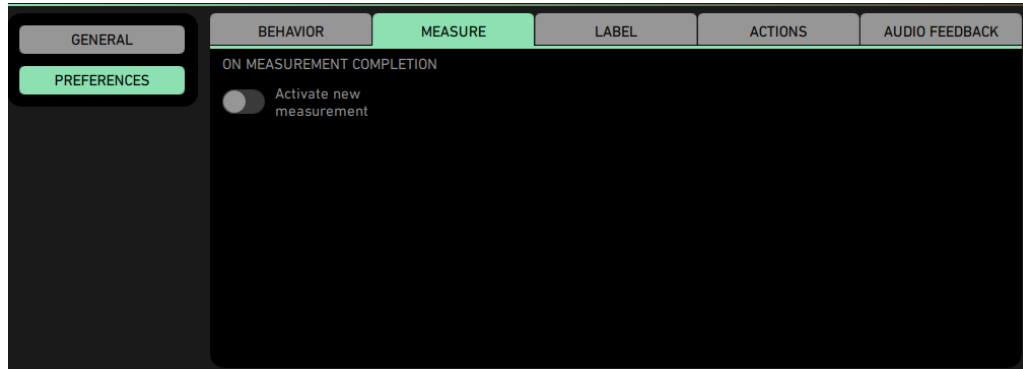 GENERAL
PREFERENCES
BEHAVIOR
MEASURE
LABEL
ACTIONS
AUDIO FEEDBACK
ON MEASUREMENT COMPLETION
Activate new
measurement